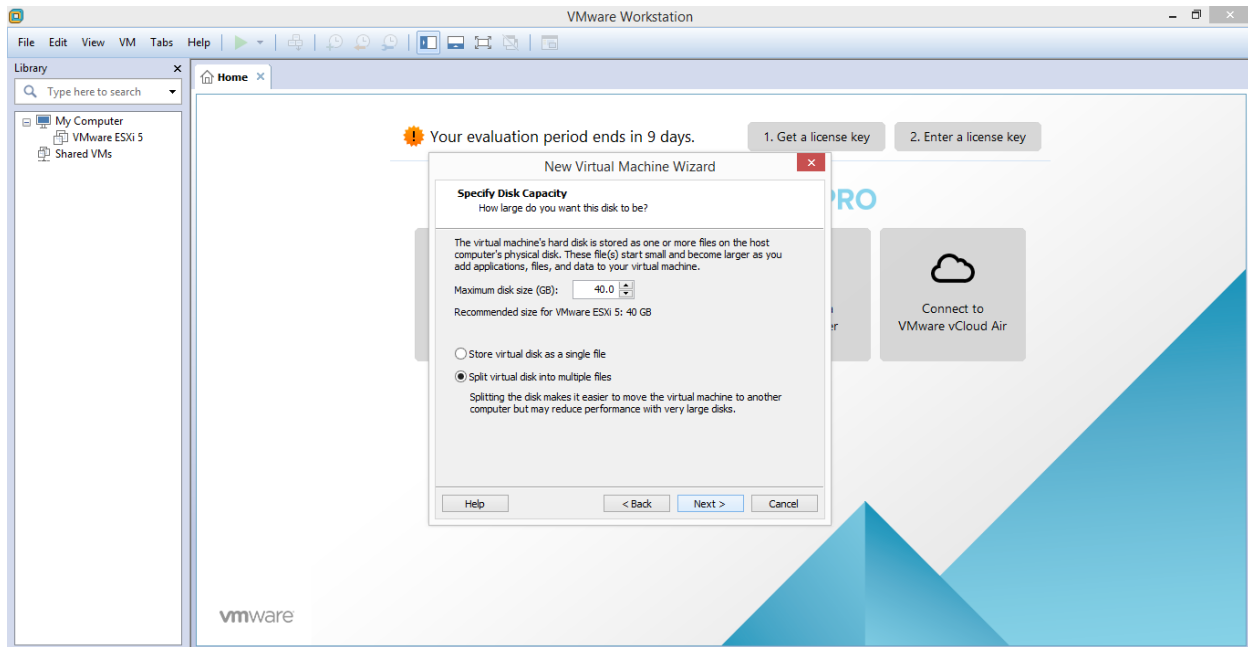 VMware Workstation
File Edit View VM Tabs Help
Library
Type here to search
Home
My Computer
VMware ESXi 5
Shared VMs
Your evaluation period ends in 9 days.
1. Get a license key
2. Enter a license key
PRO
New Virtual Machine Wizard
Specify Disk Capacity
How large do you want this disk to be?
The virtual machine's hard disk is stored as one or more files on the host
computer's physical disk. These file(s) start small and become larger as you
add applications, files, and data to your virtual machine.
Maximum disk size (GB): 40.0
Recommended size for VMware ESXi 5: 40 GB
Store virtual disk as a single file
Split virtual disk into multiple files
Splitting the disk makes it easier to move the virtual machine to another
computer but may reduce performance with very large disks.
Help < Back Next > Cancel
Connect to
VMware vCloud Air
vmware